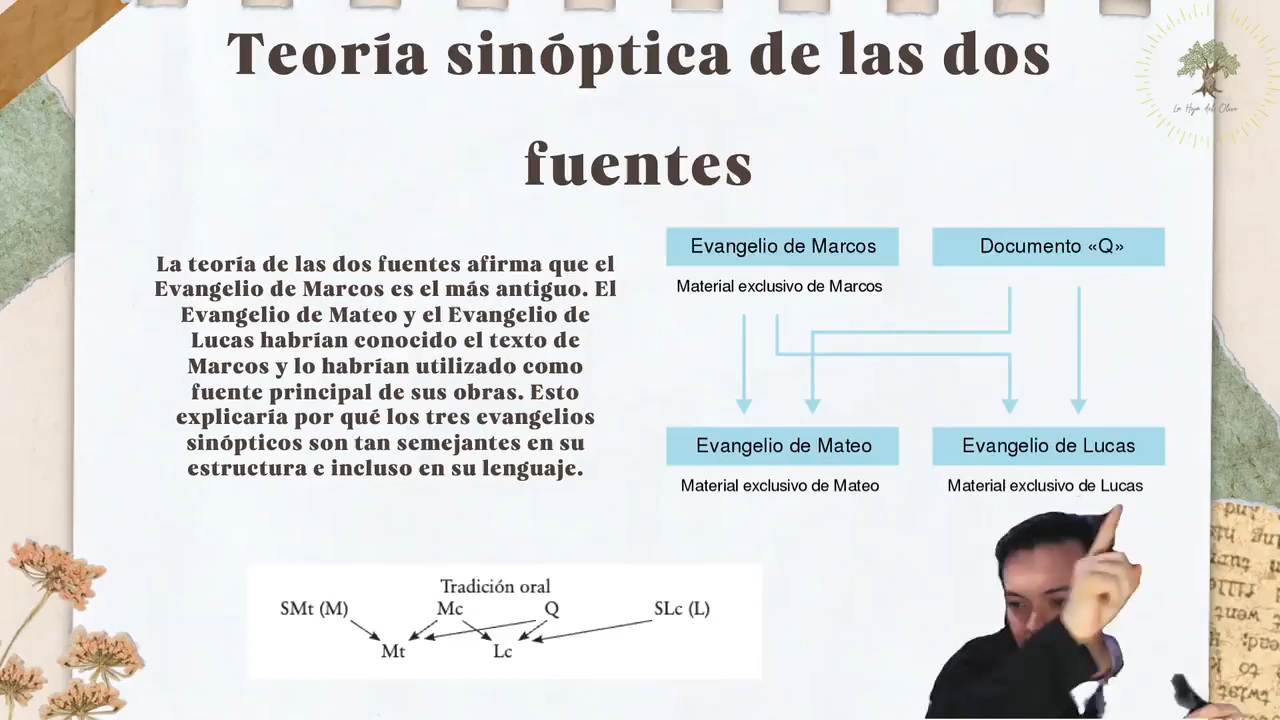 Teoría sinóptica de las dos
fuentes
La Hoja del Olivo
La teoría de las dos fuentes afirma que el
Evangelio de Marcos es el más antiguo. El
Evangelio de Mateo y el Evangelio de
Lucas habrían conocido el texto de
Marcos y lo habrían utilizado como
fuente principal de sus obras. Esto
explicaría por qué los tres evangelios
sinópticos son tan semejantes en su
estructura e incluso en su lenguaje.
Evangelio de Marcos
Documento «Q»
Material exclusivo de Marcos
Evangelio de Mateo
Evangelio de Lucas
Material exclusivo de Mateo
Material exclusivo de Lucas
Tradición oral
SMt (M) Mc Q SLc (L)
Mt Lc